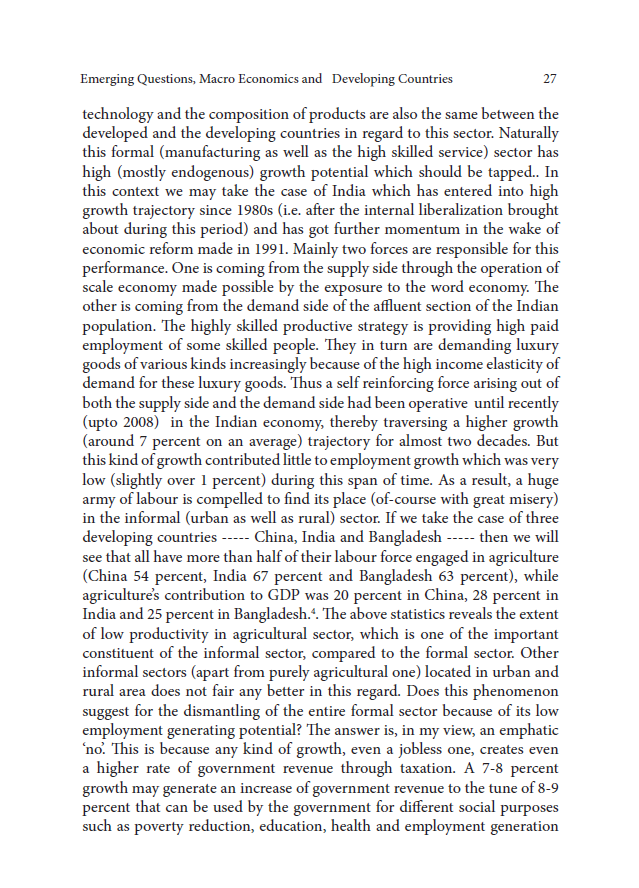 Emerging Questions, Macro Economics and Developing Countries 27
technology and the composition of products are also the same between the
developed and the developing countries in regard to this sector. Naturally
this formal (manufacturing as well as the high skilled service) sector has
high (mostly endogenous) growth potential which should be tapped.. In
this context we may take the case of India which has entered into high
growth trajectory since 1980s (i.e. after the internal liberalization brought
about during this period) and has got further momentum in the wake of
economic reform made in 1991. Mainly two forces are responsible for this
performance. One is coming from the supply side through the operation of
scale economy made possible by the exposure to the word economy. The
other is coming from the demand side of the affluent section of the Indian
population. The highly skilled productive strategy is providing high paid
employment of some skilled people. They in turn are demanding luxury
goods of various kinds increasingly because of the high income elasticity of
demand for these luxury goods. Thus a self reinforcing force arising out of
both the supply side and the demand side had been operative until recently
(upto 2008) in the Indian economy, thereby traversing a higher growth
(around 7 percent on an average) trajectory for almost two decades. But
this kind of growth contributed little to employment growth which was very
low (slightly over 1 percent) during this span of time. As a result, a huge
army of labour is compelled to find its place (of-course with great misery)
in the informal (urban as well as rural) sector. If we take the case of three
developing countries ----- China, India and Bangladesh ----- then we will
see that all have more than half of their labour force engaged in agriculture
(China 54 percent, India 67 percent and Bangladesh 63 percent), while
agriculture's contribution to GDP was 20 percent in China, 28 percent in
India and 25 percent in Bangladesh.⁴. The above statistics reveals the extent
of low productivity in agricultural sector, which is one of the important
constituent of the informal sector, compared to the formal sector. Other
informal sectors (apart from purely agricultural one) located in urban and
rural area does not fair any better in this regard. Does this phenomenon
suggest for the dismantling of the entire formal sector because of its low
employment generating potential? The answer is, in my view, an emphatic
‘no’. This is because any kind of growth, even a jobless one, creates even
a higher rate of government revenue through taxation. A 7-8 percent
growth may generate an increase of government revenue to the tune of 8-9
percent that can be used by the government for different social purposes
such as poverty reduction, education, health and employment generation